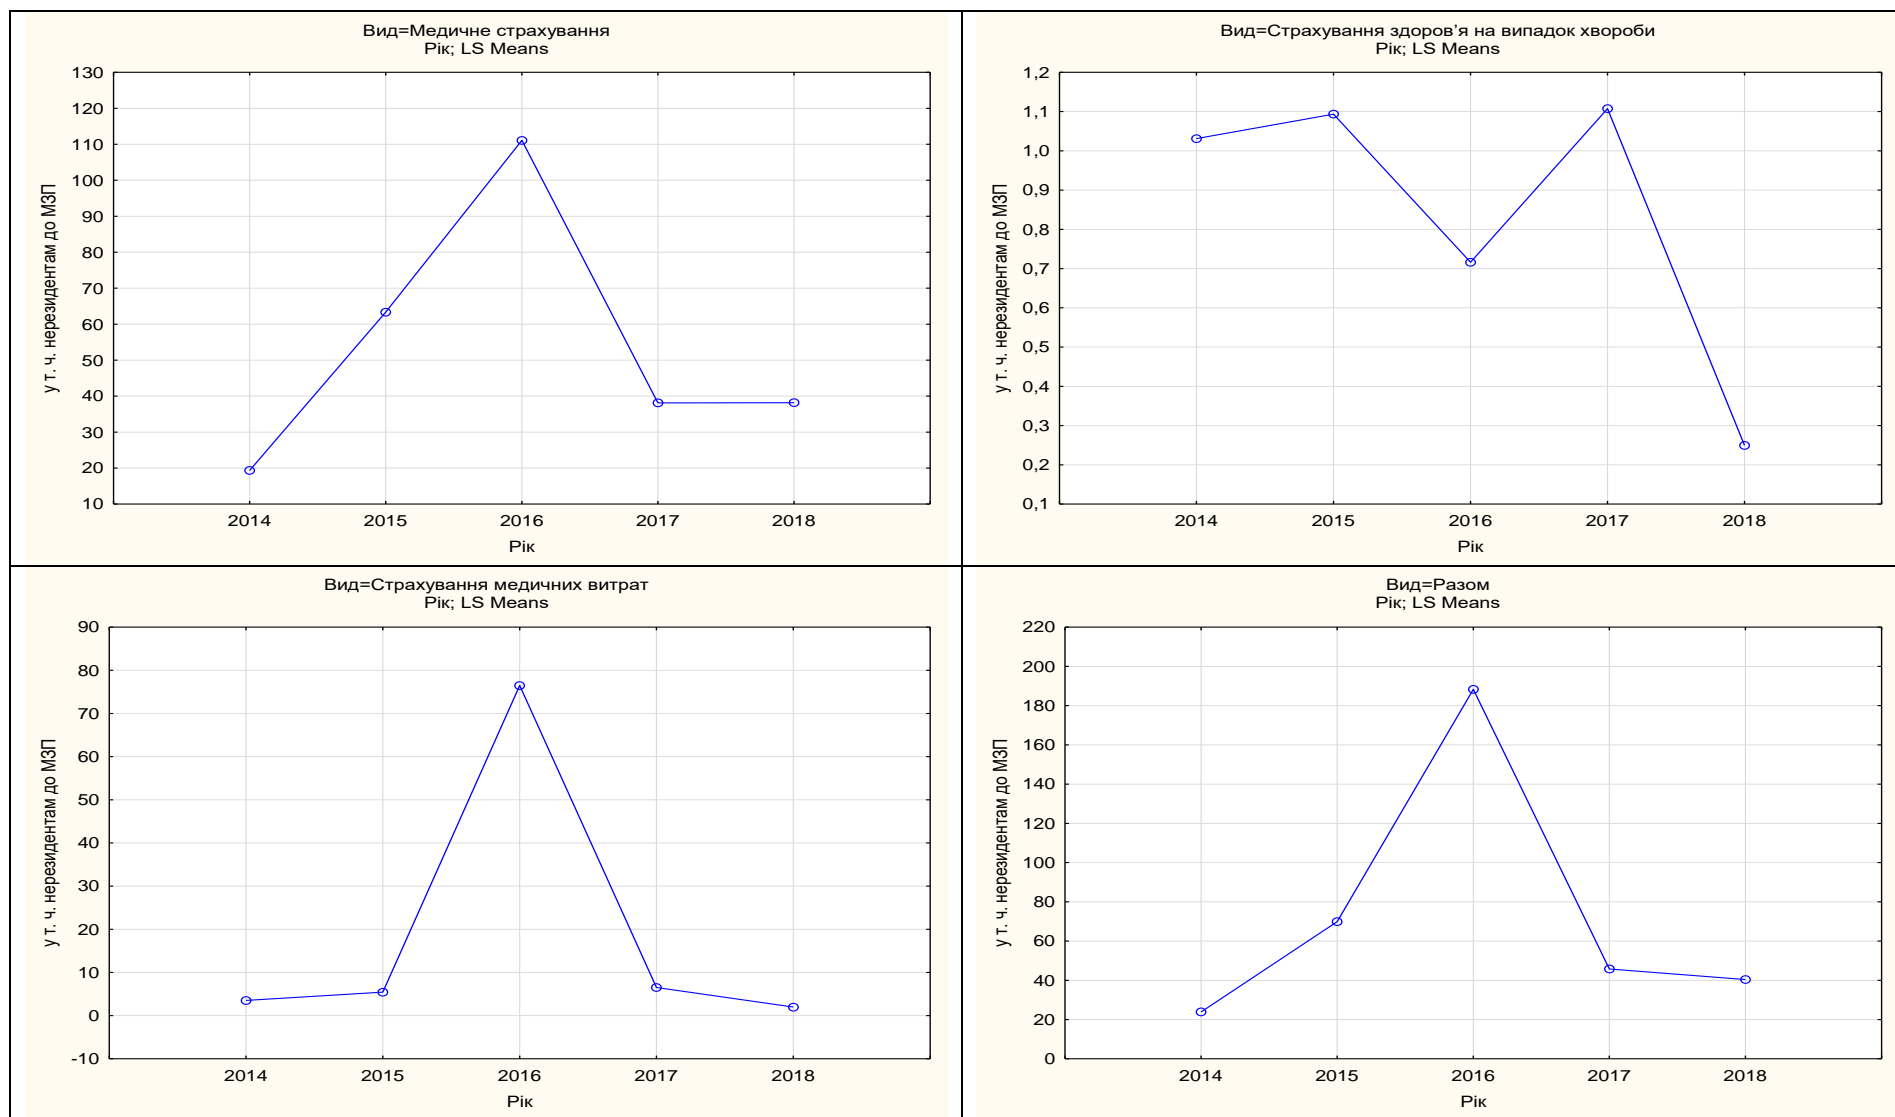 Вид=Медичне страхування
Рік; LS Means
у т. ч. нерезидентам до МЗП
130
120
110
100
90
80
70
60
50
40
30
20
10
2014 2015 2016 2017 2018
Рік
Вид=Страхування здоров’я на випадок хвороби
Рік; LS Means
у т. ч. нерезидентам до МЗП
1,2
1,1
1,0
0,9
0,8
0,7
0,6
0,5
0,4
0,3
0,2
0,1
2014 2015 2016 2017 2018
Рік
Вид=Страхування медичних витрат
Рік; LS Means
у т. ч. нерезидентам до МЗП
90
80
70
60
50
40
30
20
10
0
-10
2014 2015 2016 2017 2018
Рік
Вид=Разом
Рік; LS Means
у т. ч. нерезидентам до МЗП
220
200
180
160
140
120
100
80
60
40
20
0
2014 2015 2016 2017 2018
Рік